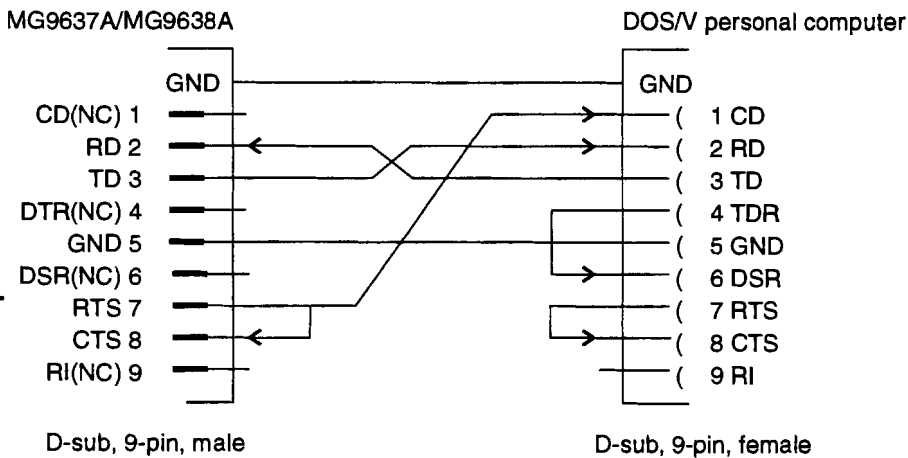 MG9637A/MG9638A
DOS/V personal computer
GND
GND
CD(NC) 1
1 CD
RD 2
2 RD
TD 3
3 TD
DTR(NC) 4
4 TDR
GND 5
5 GND
DSR(NC) 6
6 DSR
RTS 7
7 RTS
CTS 8
8 CTS
RI(NC) 9
9 RI
D-sub, 9-pin, male
D-sub, 9-pin, female